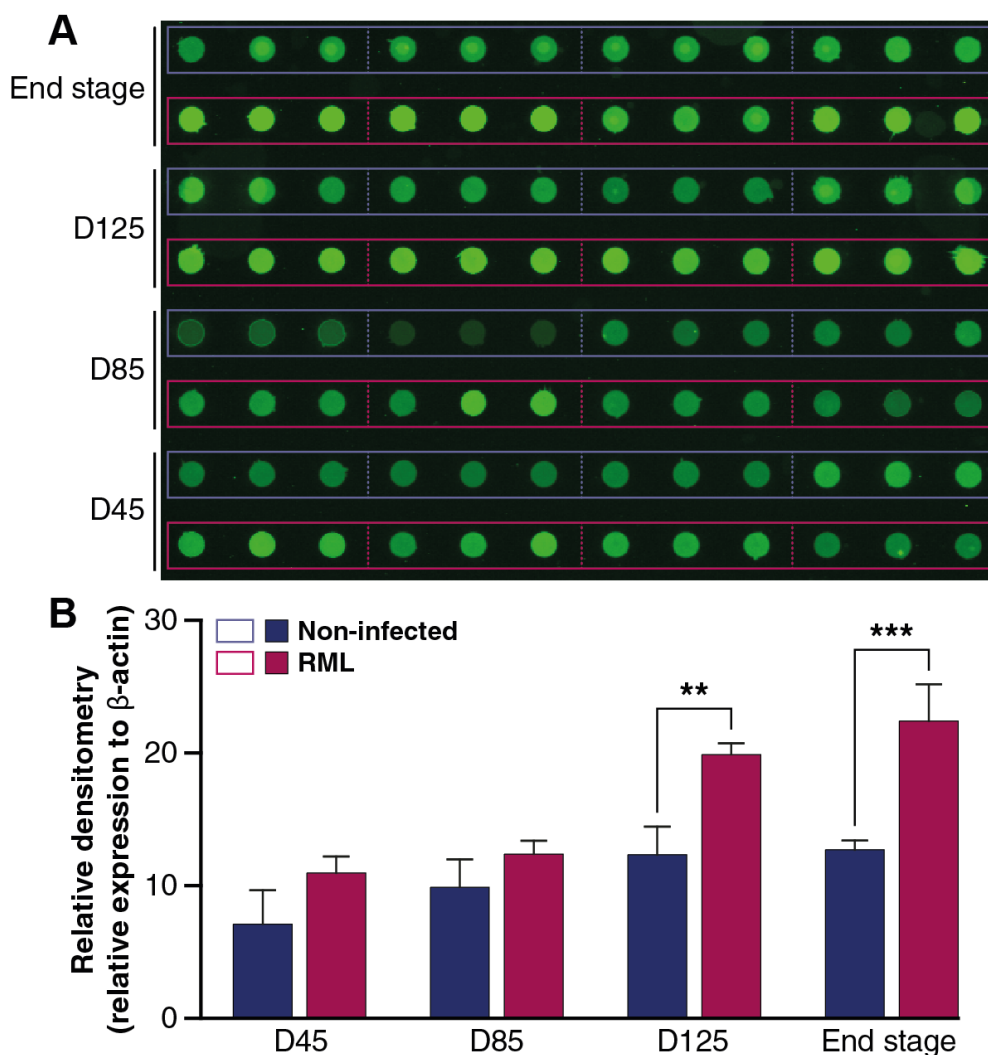 A
End stage
D125
D85
D45
B
Relative densitometry
(relative expression to β-actin)
30
20
10
0
Non-infected
RML
**
***
D45
D85
D125
End stage